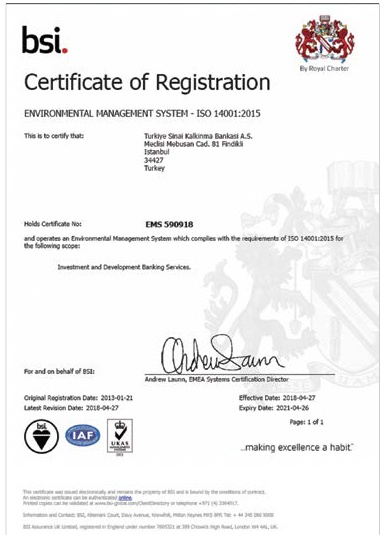 bsi.
By Royal Charter
Certificate of Registration
ENVIRONMENTAL MANAGEMENT SYSTEM - ISO 14001:2015
This is to certify that:
Turkiye Sinai Kalkinma Bankasi A.S.
Meclisi Mebusan Cad. 81 Findikli
Istanbul
34427
Turkey
Holds Certificate No:
EMS 590918
and operates an Environmental Management System which complies with the requirements of ISO 14001:2015 for
the following scope:
Investment and Development Banking Services.
For and on behalf of BSI:
Andrew Launn, EMEA Systems Certification Director
Original Registration Date: 2013-01-21
Effective Date: 2018-04-27
Latest Revision Date: 2018-04-27
Expiry Date: 2021-04-26
Page: 1 of 1
bsi.
IAF
UKAS
...making excellence a habit.™
This certificate was issued electronically and remains the property of BSI and is bound by the conditions of contract.
An electronic certificate can be authenticated online.
Printed copies can be validated at www.bsi-global.com/ClientDirectory or telephone
Information and Contact: BSI, Kitemark Court, Davy Avenue, Knowlhill, Milton Keynes MK5 8PP. Tel: + 44 345 080 9000
BSI Assurance UK Limited, registered in England under number 7805321 at 389 Chiswick High Road, London W4 4AL, UK.